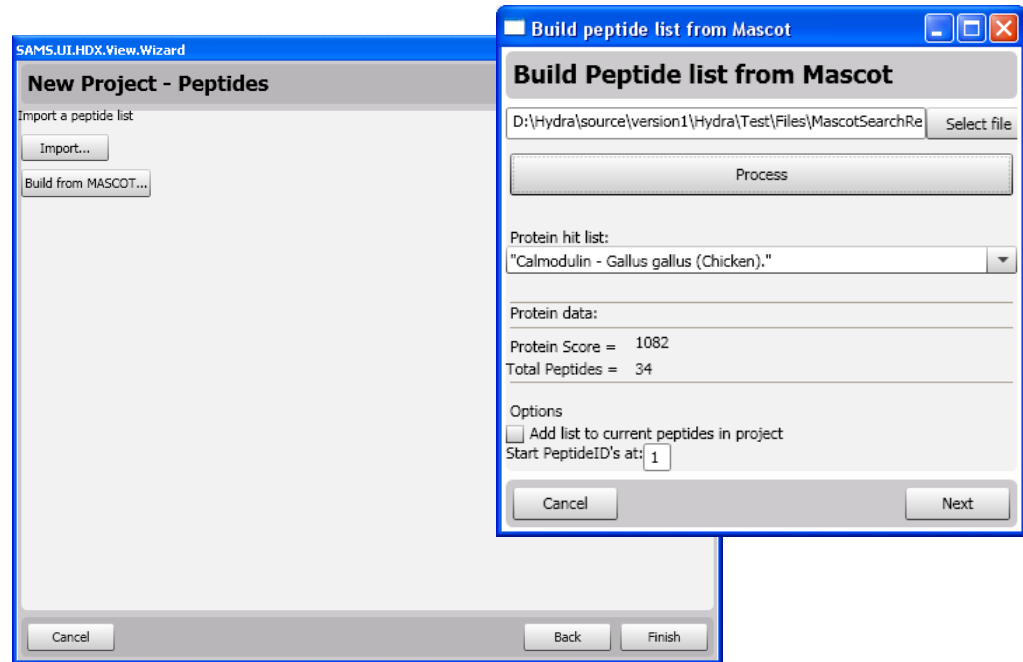 SAMS.UI.HDX.View.Wizard
New Project - Peptides
Import a peptide list
Import...
Build from MASCOT...
Cancel
Back
Finish
Build peptide list from Mascot
Build Peptide list from Mascot
D:\Hydra\source\version1\Hydra\Test\Files\MascotSearchRe
Select file
Process
Protein hit list:
"Calmodulin - Gallus gallus (Chicken)."
Protein data:
Protein Score = 1082
Total Peptides = 34
Options
Add list to current peptides in project
Start PeptideID's at: 1
Cancel
Next